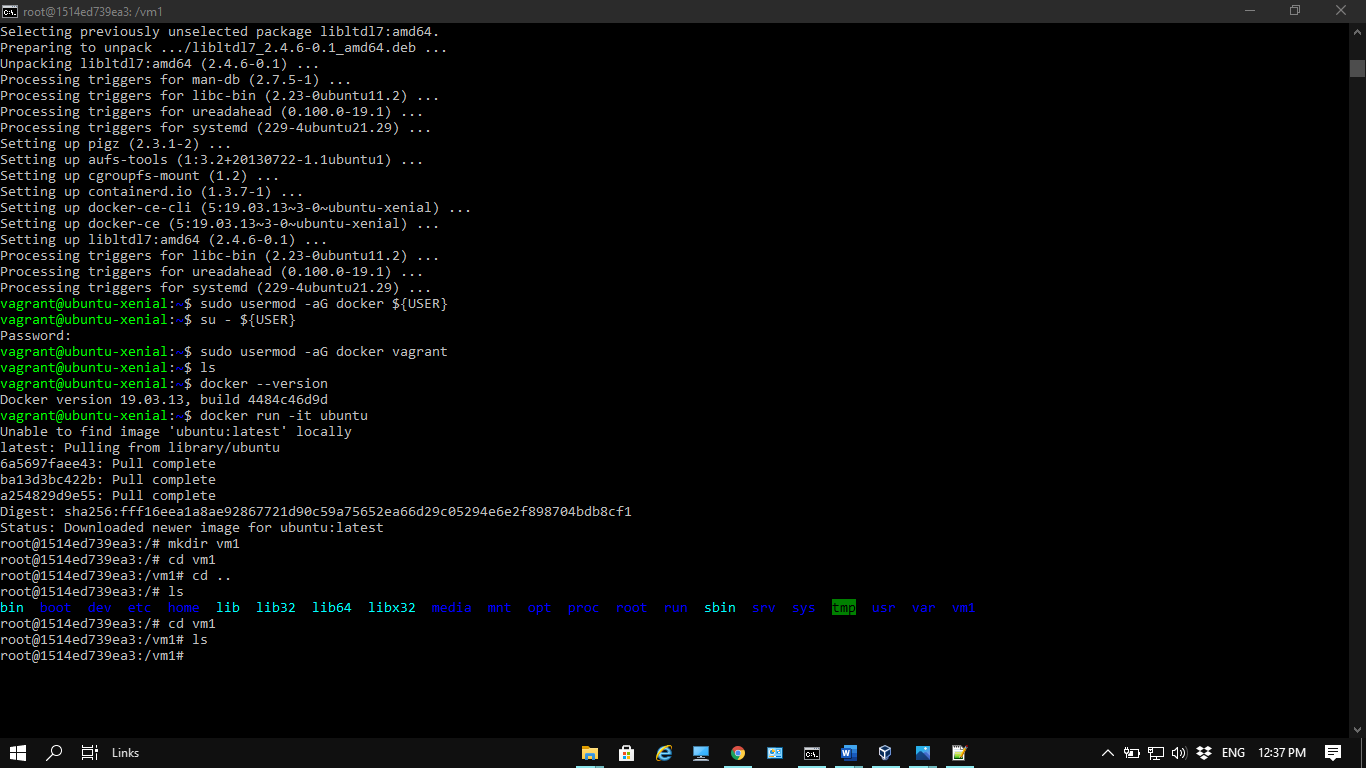 root@1514ed739ea3: /vm1
Selecting previously unselected package libltdl7:amd64.
Preparing to unpack .../libltdl7_2.4.6-0.1_amd64.deb ...
Unpacking libltdl7:amd64 (2.4.6-0.1) ...
Processing triggers for man-db (2.7.5-1) ...
Processing triggers for libc-bin (2.23-0ubuntu11.2) ...
Processing triggers for ureadahead (0.100.0-19.1) ...
Processing triggers for systemd (229-4ubuntu21.29) ...
Setting up pigz (2.3.1-2) ...
Setting up aufs-tools (1:3.2+20130722-1.1ubuntu1) ...
Setting up cgroupfs-mount (1.2) ...
Setting up containerd.io (1.3.7-1) ...
Setting up docker-ce-cli (5:19.03.13~3-0~ubuntu-xenial) ...
Setting up docker-ce (5:19.03.13~3-0~ubuntu-xenial) ...
Setting up libltdl7:amd64 (2.4.6-0.1) ...
Processing triggers for libc-bin (2.23-0ubuntu11.2) ...
Processing triggers for ureadahead (0.100.0-19.1) ...
Processing triggers for systemd (229-4ubuntu21.29) ...
vagrant@ubuntu-xenial:~$ sudo usermod -aG docker ${USER}
vagrant@ubuntu-xenial:~$ su - ${USER}
Password:
vagrant@ubuntu-xenial:~$ sudo usermod -aG docker vagrant
vagrant@ubuntu-xenial:~$ ls
vagrant@ubuntu-xenial:~$ docker --version
Docker version 19.03.13, build 4484c46d9d
vagrant@ubuntu-xenial:~$ docker run -it ubuntu
Unable to find image 'ubuntu:latest' locally
latest: Pulling from library/ubuntu
6a5697faee43: Pull complete
ba13d3bc422b: Pull complete
a254829d9e55: Pull complete
Digest: sha256:fff16eea1a8ae92867721d90c59a75652ea66d29c05294e6e2f898704bdb8cf1
Status: Downloaded newer image for ubuntu:latest
root@1514ed739ea3:/# mkdir vm1
root@1514ed739ea3:/# cd vm1
root@1514ed739ea3:/vm1# cd ..
root@1514ed739ea3:/# ls
bin boot dev etc home lib lib32 lib64 libx32 media mnt opt proc root run sbin srv sys tmp usr var vm1
root@1514ed739ea3:/# cd vm1
root@1514ed739ea3:/vm1# ls
root@1514ed739ea3:/vm1#
Links ENG 12:37 PM